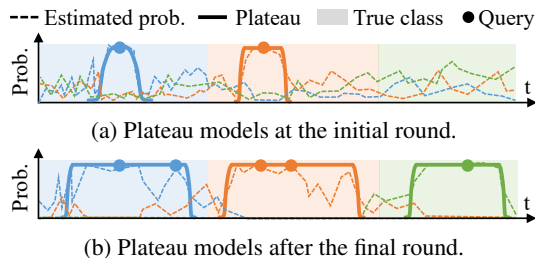 Estimated prob. Plateau True class Query
Prob.
t
(a) Plateau models at the initial round.
Prob.
t
(b) Plateau models after the final round.